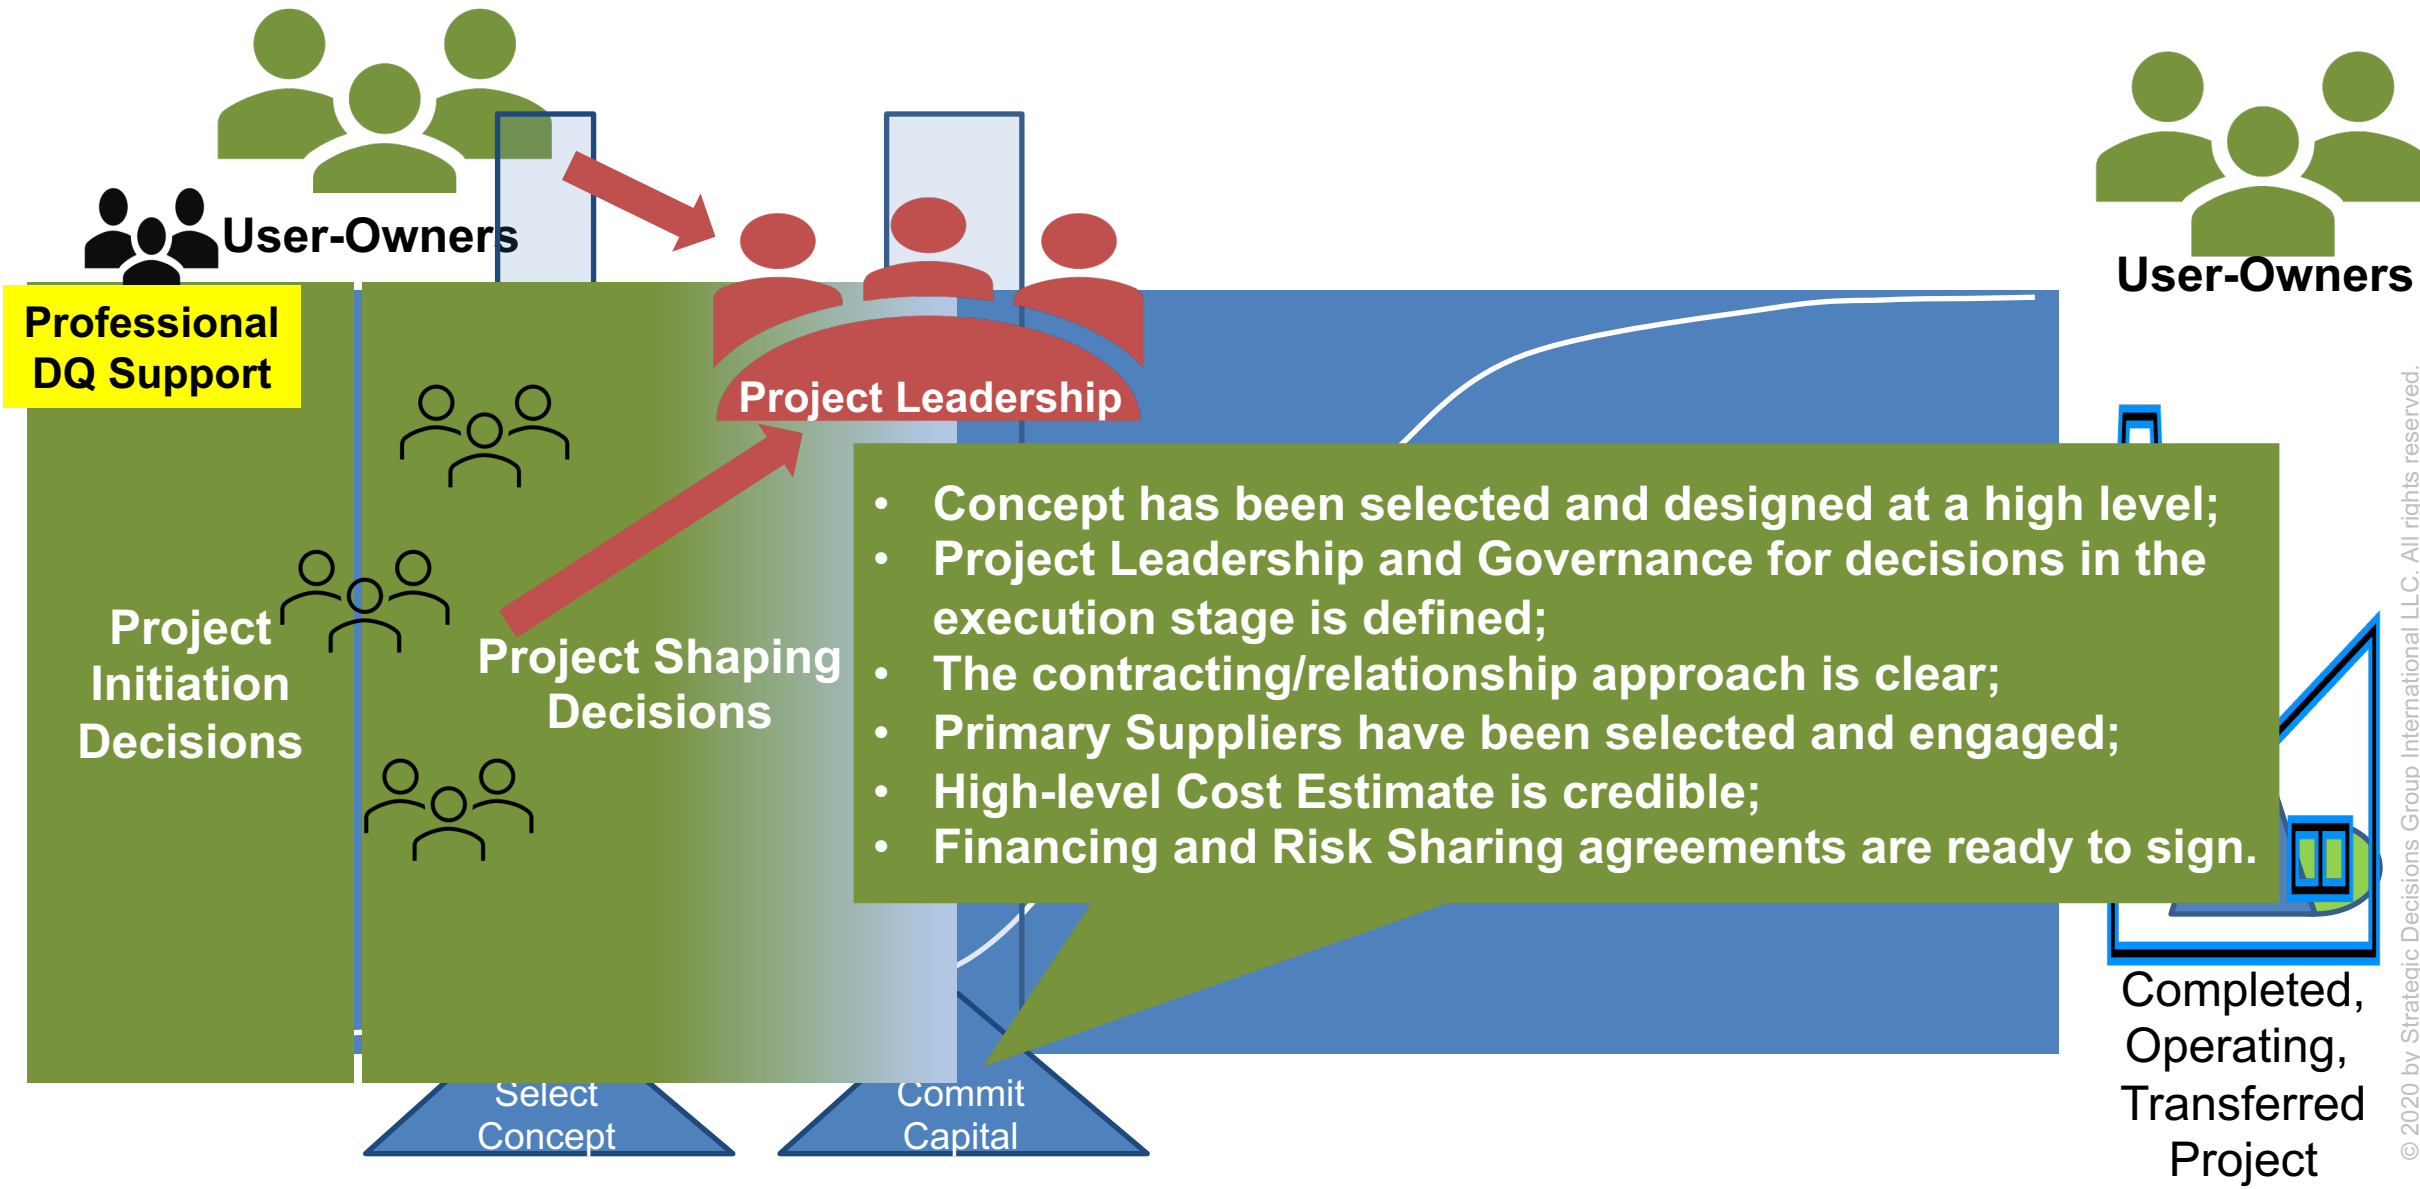 User-Owners
User-Owners
Professional
DQ Support
Project Leadership
Project
Initiation
Decisions
Project Shaping
Decisions
• Concept has been selected and designed at a high level;
• Project Leadership and Governance for decisions in the
execution stage is defined;
• The contracting/relationship approach is clear;
• Primary Suppliers have been selected and engaged;
• High-level Cost Estimate is credible;
• Financing and Risk Sharing agreements are ready to sign.
Select
Concept
Commit
Capital
Completed,
Operating,
Transferred
Project
© 2020 by Strategic Decisions Group International LLC. All rights reserved.